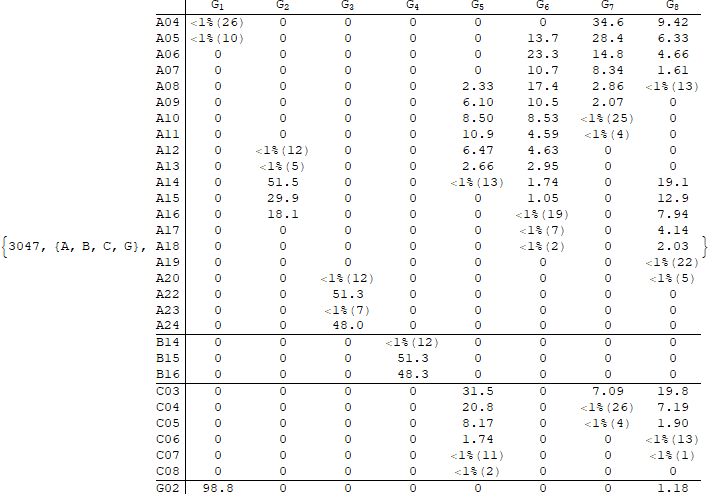 G1 G2 G3 G4 G5 G6 G7 G8
A04 <1%(26) 0 0 0 0 0 34.6 9.42
A05 <1%(10) 0 0 0 0 13.7 28.4 6.33
A06 0 0 0 0 0 23.3 14.8 4.66
A07 0 0 0 0 0 10.7 8.34 1.61
A08 0 0 0 0 2.33 17.4 2.86 <1%(13)
A09 0 0 0 0 6.10 10.5 2.07 0
A10 0 0 0 0 8.50 8.53 <1%(25) 0
A11 0 0 0 0 10.9 4.59 <1%(4) 0
A12 0 <1%(12) 0 0 6.47 4.63 0 0
A13 0 <1%(5) 0 0 2.66 2.95 0 0
A14 0 51.5 0 0 <1%(13) 1.74 0 19.1
A15 0 29.9 0 0 0 1.05 0 12.9
A16 0 18.1 0 0 0 <1%(19) 0 7.94
A17 0 0 0 0 0 <1%(7) 0 4.14
{3047, {A, B, C, G}, A18 0 0 0 0 0 <1%(2) 0 2.03 }
A19 0 0 0 0 0 0 0 <1%(22)
A20 0 0 <1%(12) 0 0 0 0 <1%(5)
A22 0 0 51.3 0 0 0 0 0
A23 0 0 <1%(7) 0 0 0 0 0
A24 0 0 48.0 0 0 0 0 0
B14 0 0 0 <1%(12) 0 0 0 0
B15 0 0 0 51.3 0 0 0 0
B16 0 0 0 48.3 0 0 0 0
C03 0 0 0 0 31.5 0 7.09 19.8
C04 0 0 0 0 20.8 0 <1%(26) 7.19
C05 0 0 0 0 8.17 0 <1%(4) 1.90
C06 0 0 0 0 1.74 0 0 <1%(13)
C07 0 0 0 0 <1%(11) 0 0 <1%(1)
C08 0 0 0 0 <1%(2) 0 0 0
G02 98.8 0 0 0 0 0 0 1.18